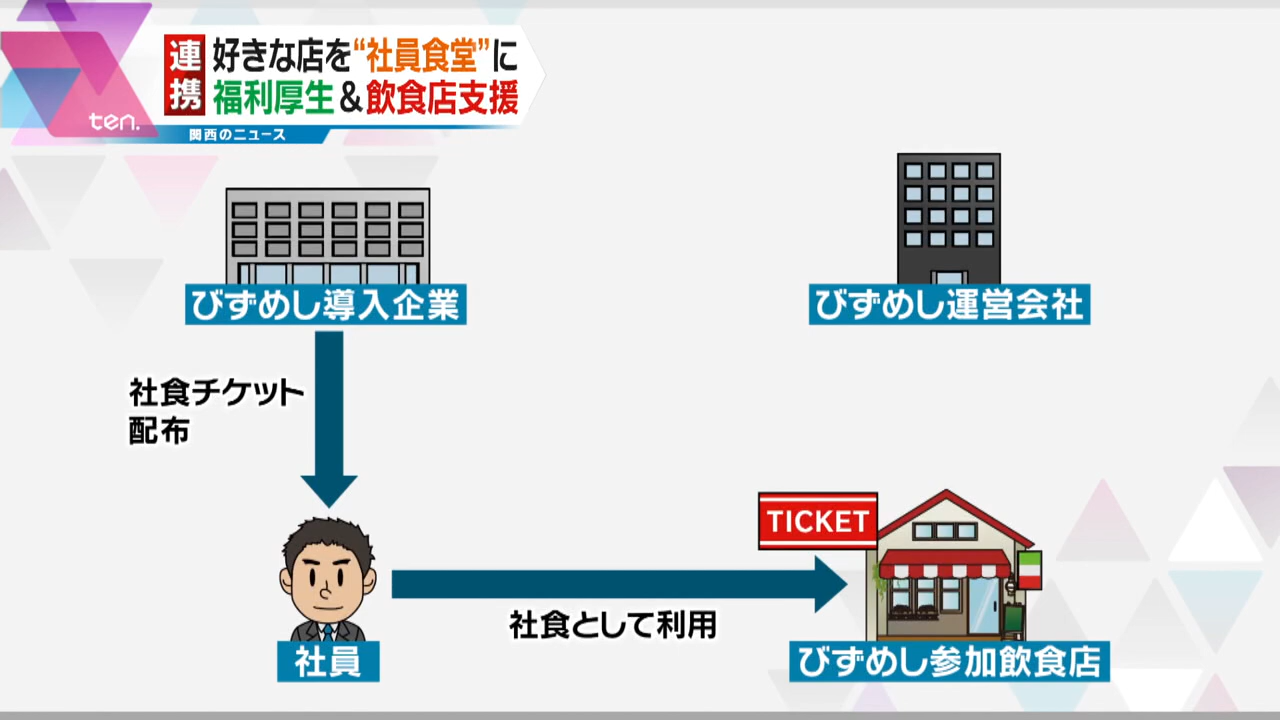 連携
好きな店を“社員食堂”に
福利厚生&飲食店支援
ten.
関西のニュース
びずめし導入企業
びずめし運営会社
社食チケット
配布
TICKET
社食として利用
社員
びずめし参加飲食店